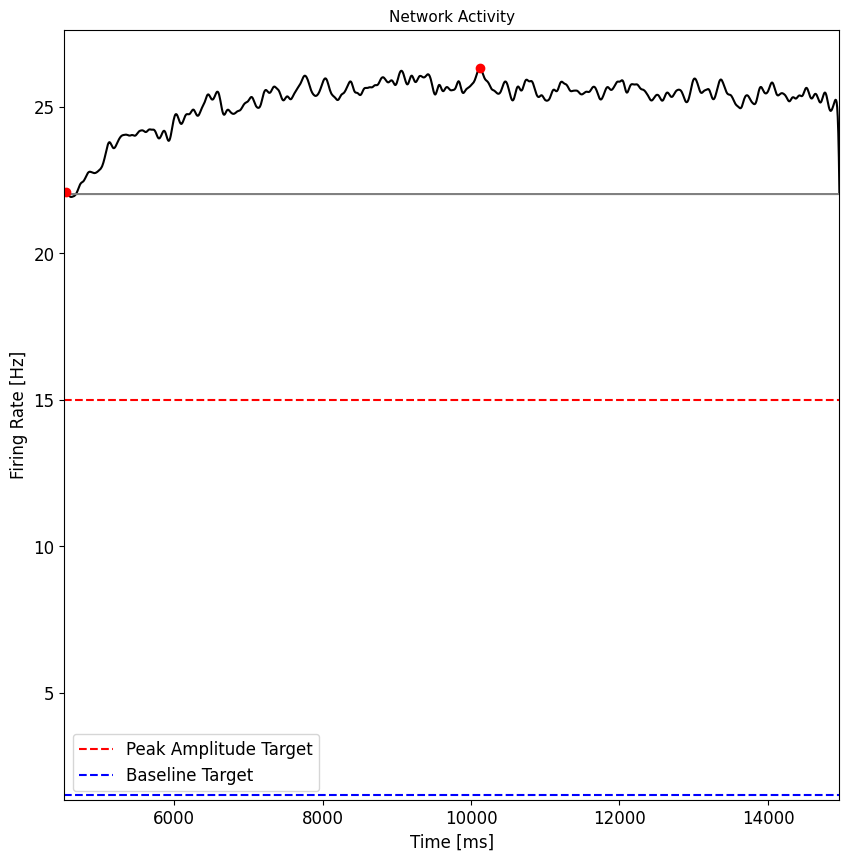 Network Activity
Firing Rate [Hz]
25
20
15
10
5
Peak Amplitude Target
Baseline Target
6000 8000 10000 12000 14000
Time [ms]